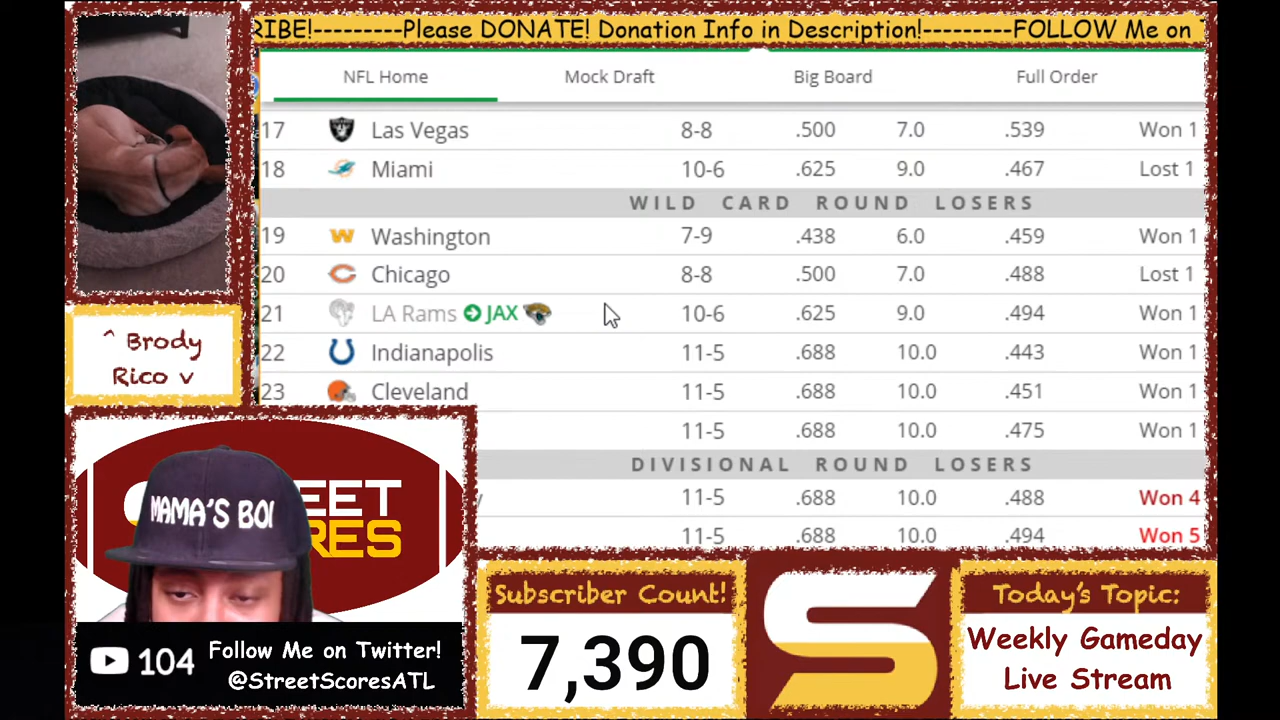 RIBE!---------Please DONATE! Donation Info in Description!---------FOLLOW Me on
NFL Home Mock Draft Big Board Full Order
17 Las Vegas 8-8 .500 7.0 .539 Won 1
18 Miami 10-6 .625 9.0 .467 Lost 1
WILD CARD ROUND LOSERS
19 Washington 7-9 .438 6.0 .459 Won 1
20 Chicago 8-8 .500 7.0 .488 Lost 1
21 LA Rams JAX 10-6 .625 9.0 .494 Won 1
22 Indianapolis 11-5 .688 10.0 .443 Won 1
23 Cleveland 11-5 .688 10.0 .451 Won 1
11-5 .688 10.0 .475 Won 1
DIVISIONAL ROUND LOSERS
11-5 .688 10.0 .488 Won 4
11-5 .688 10.0 .494 Won 5
^ Brody
Rico v
MAMA'S BOI
EET
RES
104
Follow Me on Twitter!
@StreetScoresATL
Subscriber Count!
7,390
S
Today's Topic:
Weekly Gameday
Live Stream